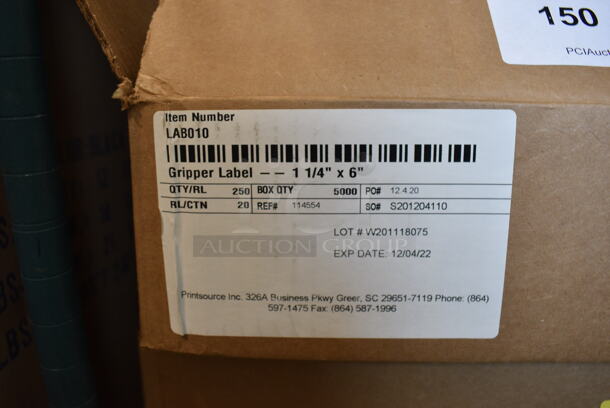 150
PCIAuct
Item Number
LAB010
Gripper Label -- 1 1/4" x 6"
QTY/RL 250 BOX QTY 5000 PO# 12.4.20
RL/CTN 20 REF# 114554 SO# S201204110
LOT # W201118075
EXP DATE: 12/04/22
AUCTION GROUP
Printsource Inc. 326A Business Pkwy Greer, SC 29651-7119 Phone: (864)
597-1475 Fax: (864) 587-1996